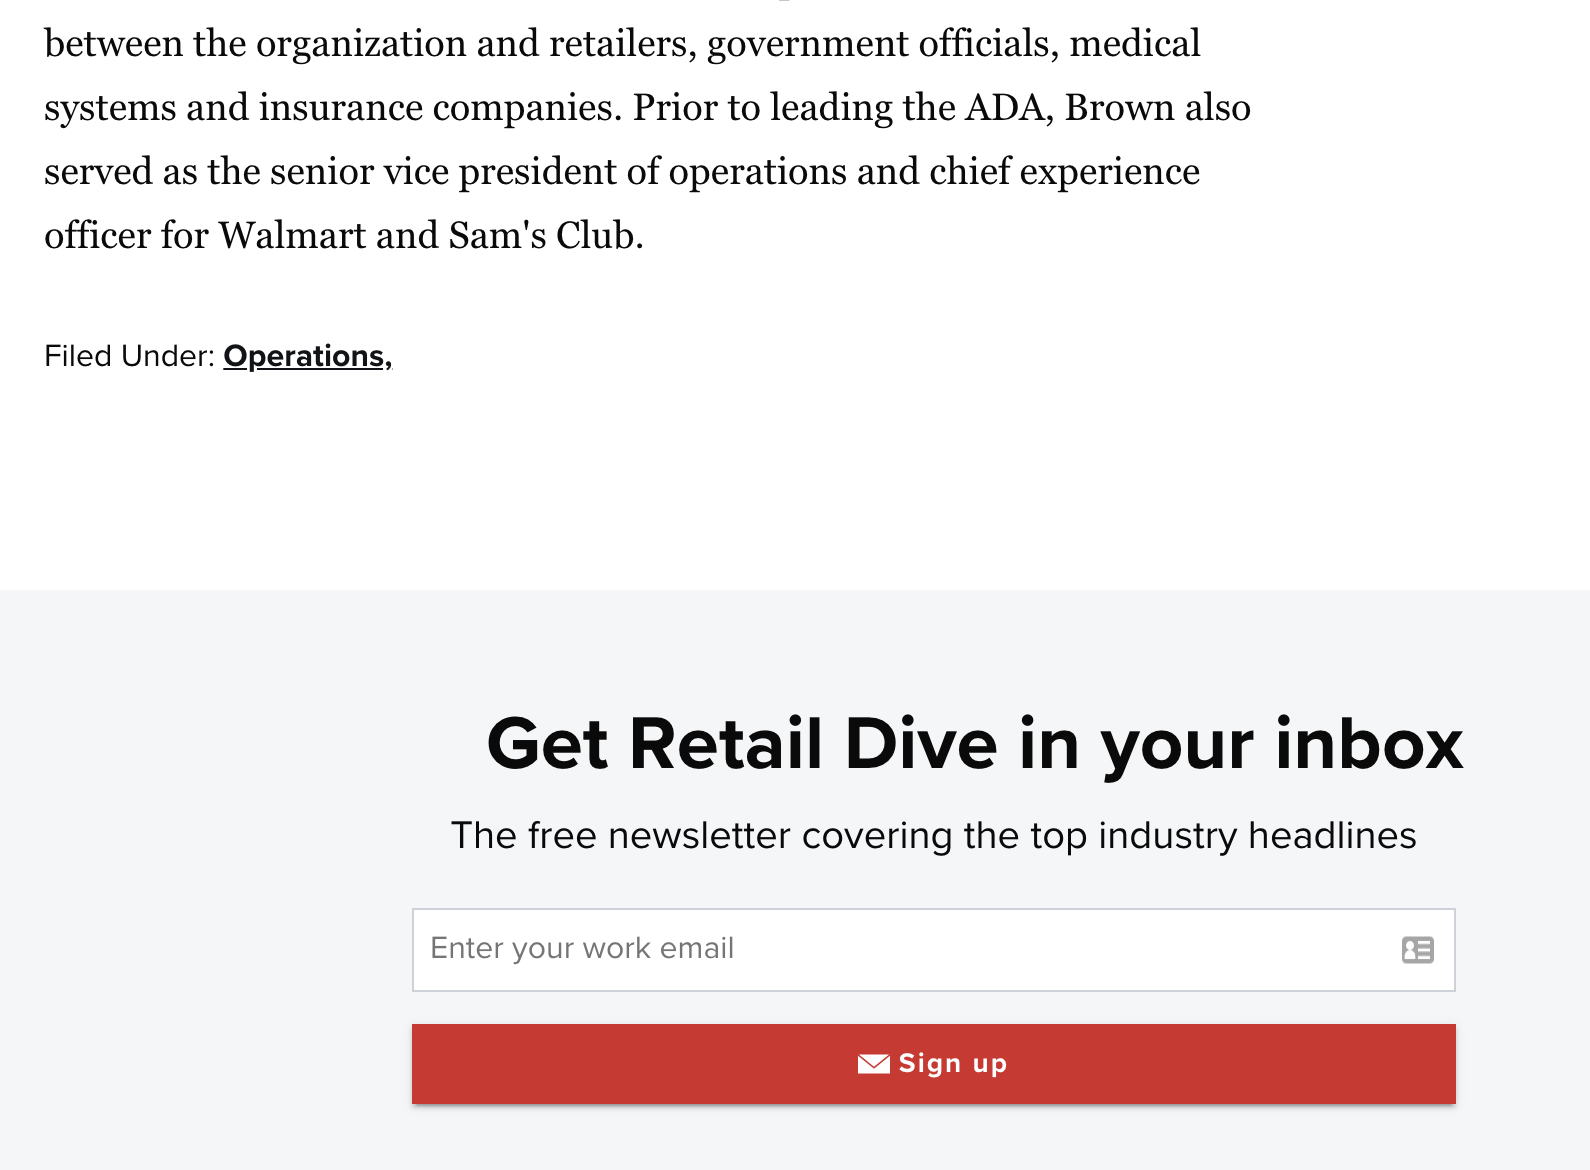 between the organization and retailers, government officials, medical
systems and insurance companies. Prior to leading the ADA, Brown also
served as the senior vice president of operations and chief experience
officer for Walmart and Sam's Club.
Filed Under: Operations,
Get Retail Dive in your inbox
The free newsletter covering the top industry headlines
Enter your work email
Sign up